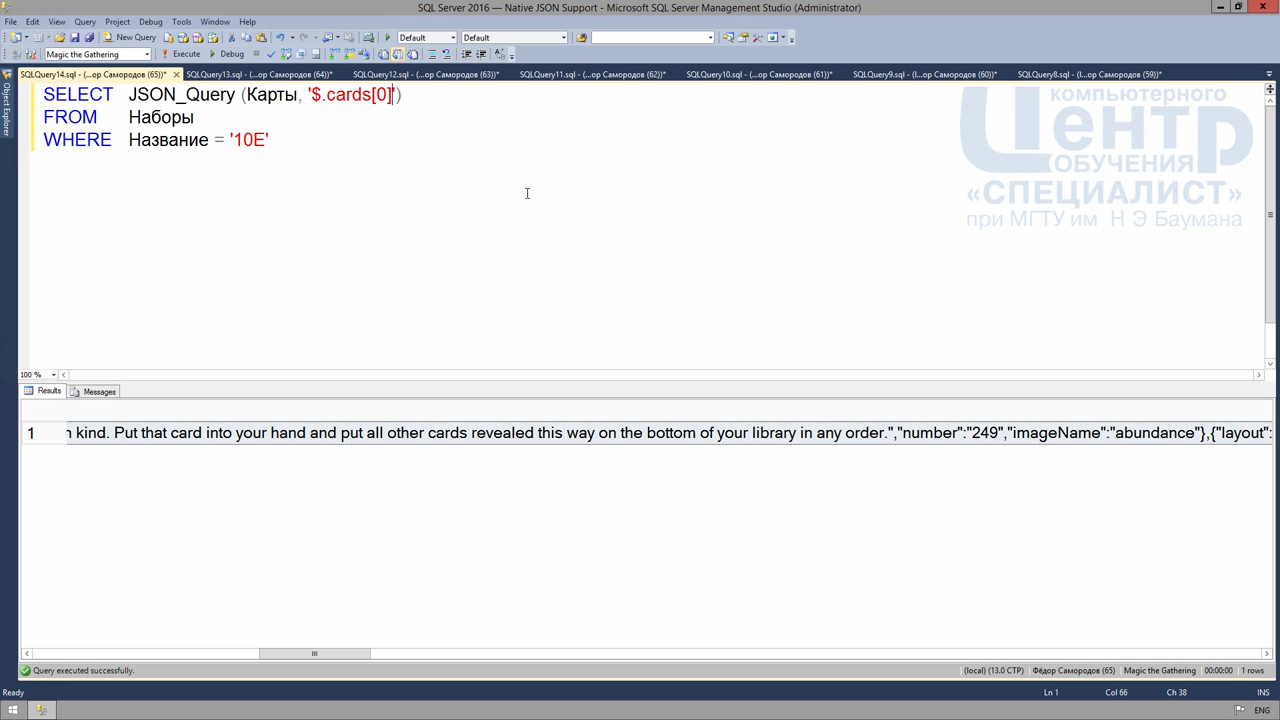 SQL Server 2016 — Native JSON Support - Microsoft SQL Server Management Studio (Administrator)
File Edit View Query Project Debug Tools Window Help
New Query Default Default
Magic the Gathering Execute Debug
SQLQuery14.sql - (...ор Самородов (65))* SQLQuery13.sql - (...ор Самородов (64))* SQLQuery12.sql - (...ор Самородов (63))* SQLQuery11.sql - (...ор Самородов (62))* SQLQuery10.sql - (...ор Самородов (61))* SQLQuery9.sql - (l...ор Самородов (60))* SQLQuery8.sql - (l...ор Самородов (59))*
Object Explorer
SELECT JSON_Query (Карты, '$.cards[0]')
FROM Наборы
WHERE Название = '10E'
компьютерного
Центр
ОБУЧЕНИЯ
«СПЕЦИАЛИСТ»
при МГТУ им Н Э Баумана
100 %
Results Messages
1 n kind. Put that card into your hand and put all other cards revealed this way on the bottom of your library in any order.","number":"249","imageName":"abundance"},{"layout":
Query executed successfully. (local) (13.0 CTP) Фёдор Самородов (65) Magic the Gathering 00:00:00 1 rows
Ready Ln 1 Col 66 Ch 38 INS
ENG